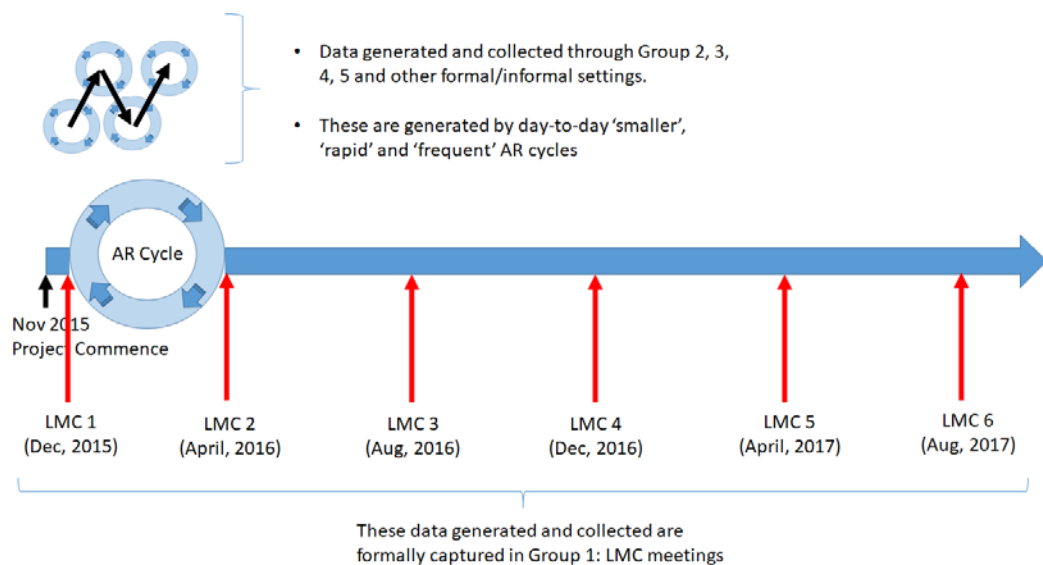 • Data generated and collected through Group 2, 3,
4, 5 and other formal/informal settings.
• These are generated by day-to-day ‘smaller’,
‘rapid’ and ‘frequent’ AR cycles
AR Cycle
Nov 2015
Project Commence
LMC 1
(Dec, 2015)
LMC 2
(April, 2016)
LMC 3
(Aug, 2016)
LMC 4
(Dec, 2016)
LMC 5
(April, 2017)
LMC 6
(Aug, 2017)
These data generated and collected are
formally captured in Group 1: LMC meetings